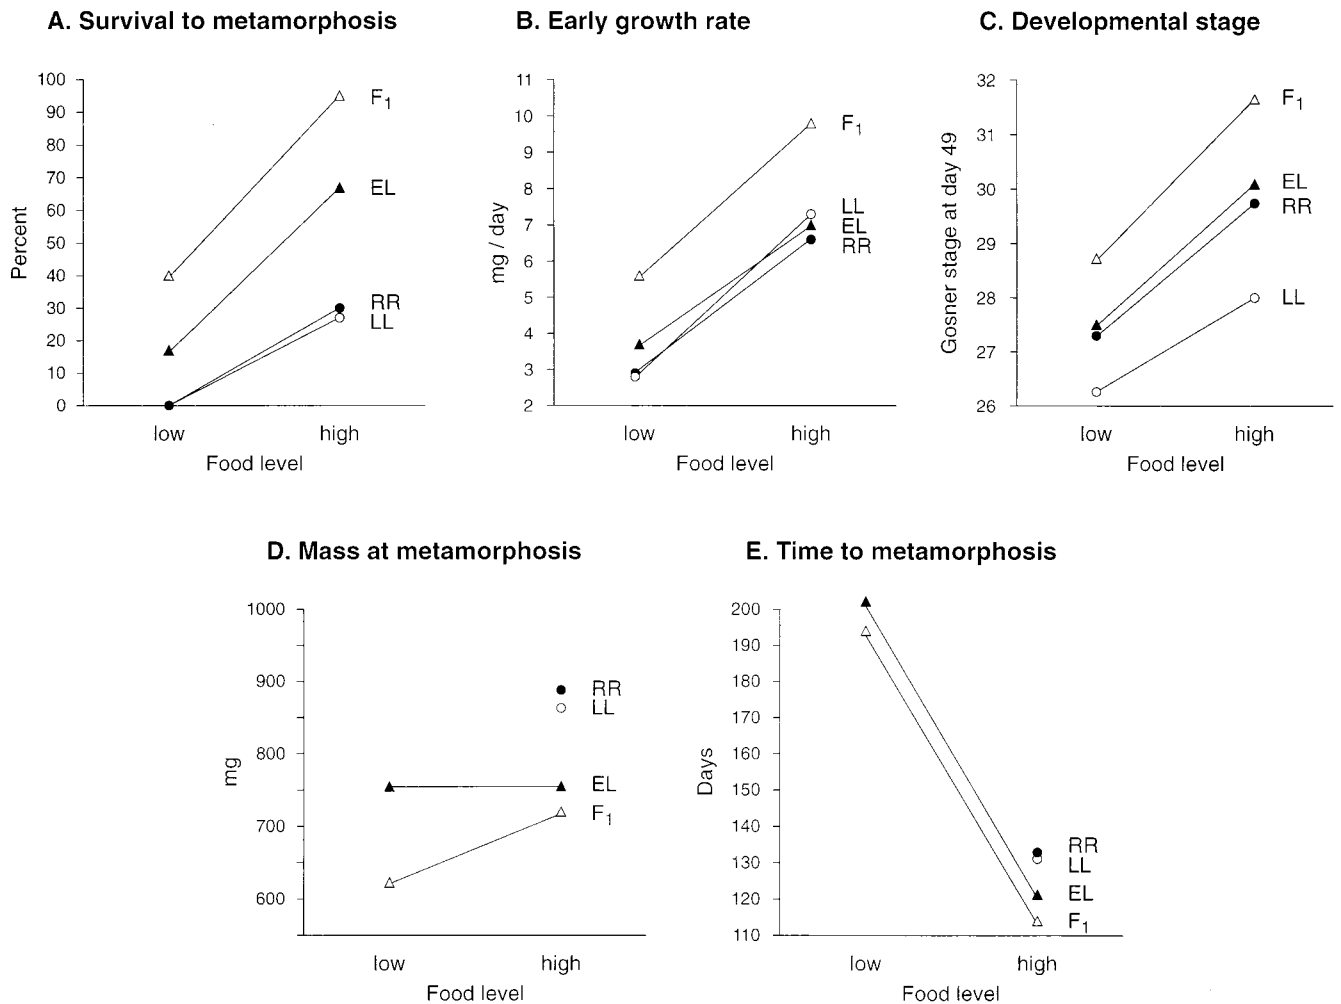 A. Survival to metamorphosis
100
90
80
70
60
50
40
30
20
10
0
Percent
F1
EL
RR
LL
low
high
Food level
B. Early growth rate
11
10
9
8
7
6
5
4
3
2
mg / day
F1
LL
EL
RR
low
high
Food level
C. Developmental stage
32
31
30
29
28
27
26
Gosner stage at day 49
F1
EL
RR
LL
low
high
Food level
D. Mass at metamorphosis
1000
900
800
700
600
mg
RR
LL
EL
F1
low
high
Food level
E. Time to metamorphosis
200
190
180
170
160
150
140
130
120
110
Days
RR
LL
EL
F1
low
high
Food level